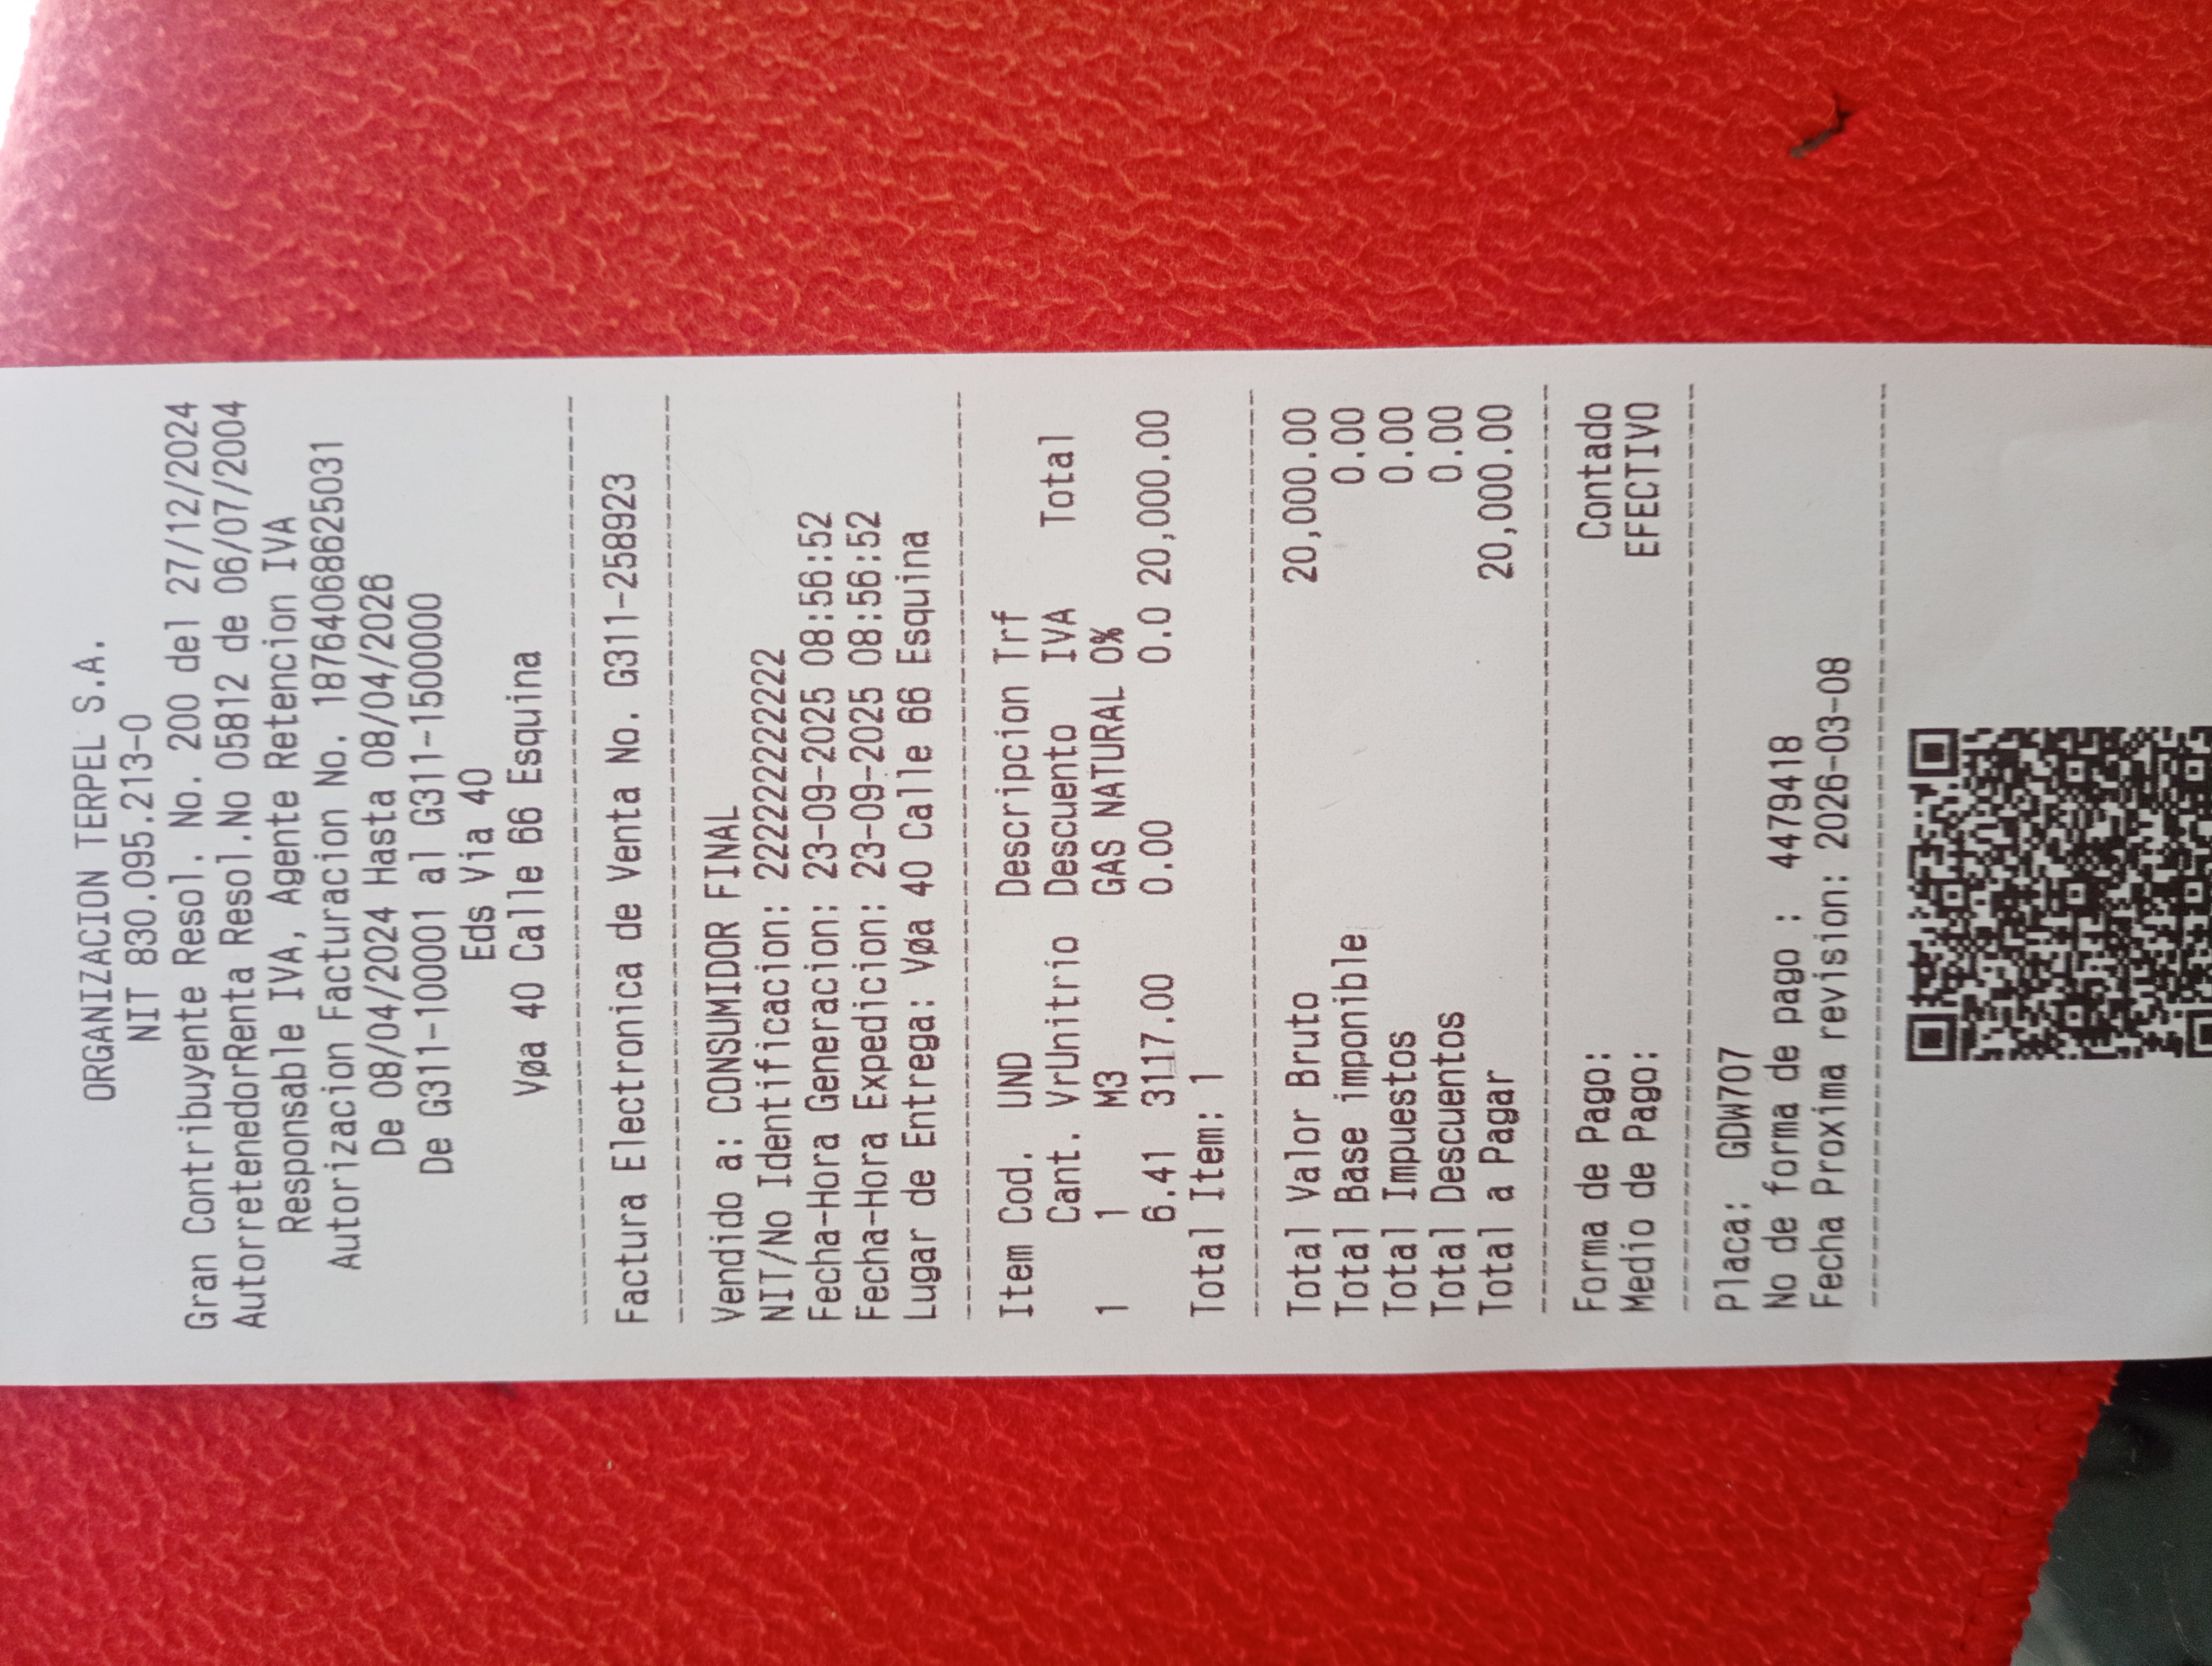 ORGANIZACION TERPEL S.A.
NIT 830.095.213-0
Gran Contribuyente Resol. No. 200 del 27/12/2024
AutorretenedorRenta Resol.No 05812 de 06/07/2004
Responsable IVA, Agente Retencion IVA
Autorizacion Facturacion No. 18764068625031
De 08/04/2024 Hasta 08/04/2026
De G311-100001 al G311-1500000
Eds Via 40
Vøa 40 Calle 66 Esquina
Factura Electronica de Venta No. G311-258923
Vendido a: CONSUMIDOR FINAL
NIT/No Identificacion: 222222222222
Fecha-Hora Generacion: 23-09-2025 08:56:52
Fecha-Hora Expedicion: 23-09-2025 08:56:52
Lugar de Entrega: Vøa 40 Calle 66 Esquina
Item Cod. UND Descripcion Trf
Cant. VrUnitrio Descuento IVA Total
1 1 M3 GAS NATURAL 0%
6.41 3117.00 0.00 0.0 20,000.00
Total Item: 1
Total Valor Bruto 20,000.00
Total Base imponible 0.00
Total Impuestos 0.00
Total Descuentos 0.00
Total a Pagar 20,000.00
Forma de Pago: Contado
Medio de Pago: EFECTIVO
Placa: GDW707
No de forma de pago : 4479418
Fecha Proxima revision: 2026-03-08